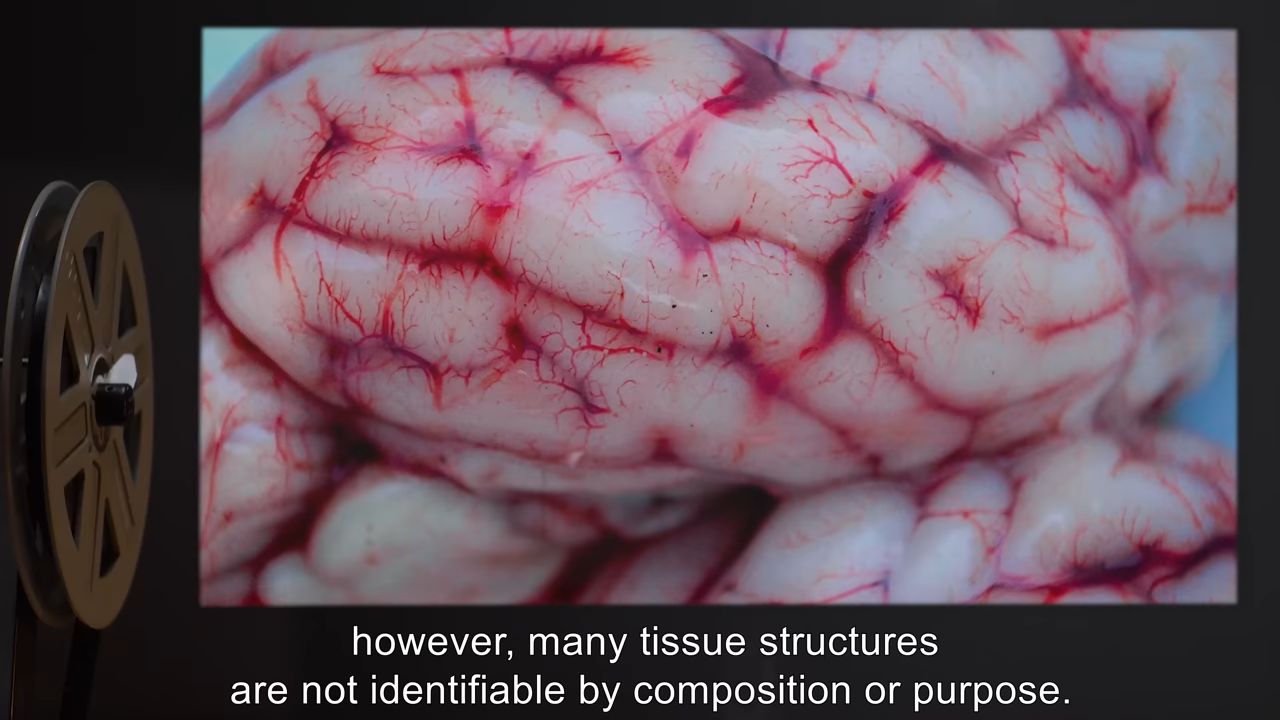 however, many tissue structures
are not identifiable by composition or purpose.